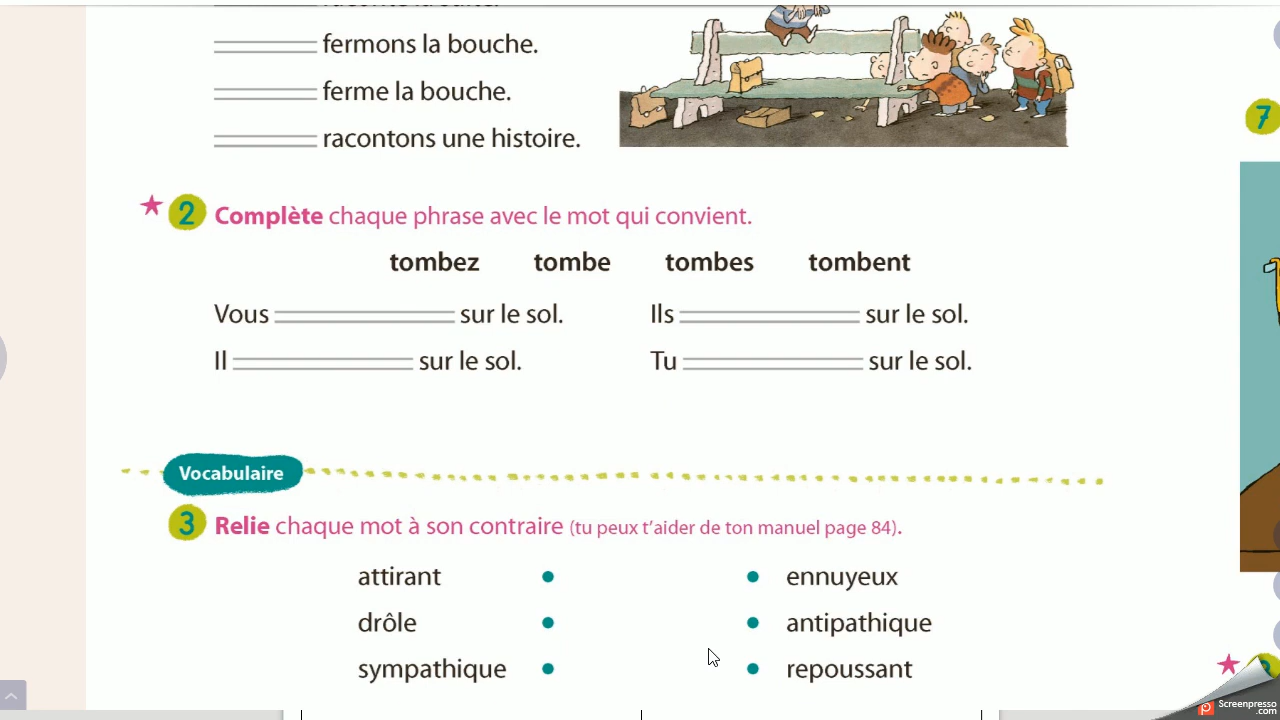 fermons la bouche.
ferme la bouche.
racontons une histoire.
7
2 Complète chaque phrase avec le mot qui convient.
tombez tombe tombes tombent
Vous sur le sol. Ils sur le sol.
Il sur le sol. Tu sur le sol.
Vocabulaire
3 Relie chaque mot à son contraire (tu peux t'aider de ton manuel page 84).
attirant ennuyeux
drôle antipathique
sympathique repoussant
Screenpresso
.com